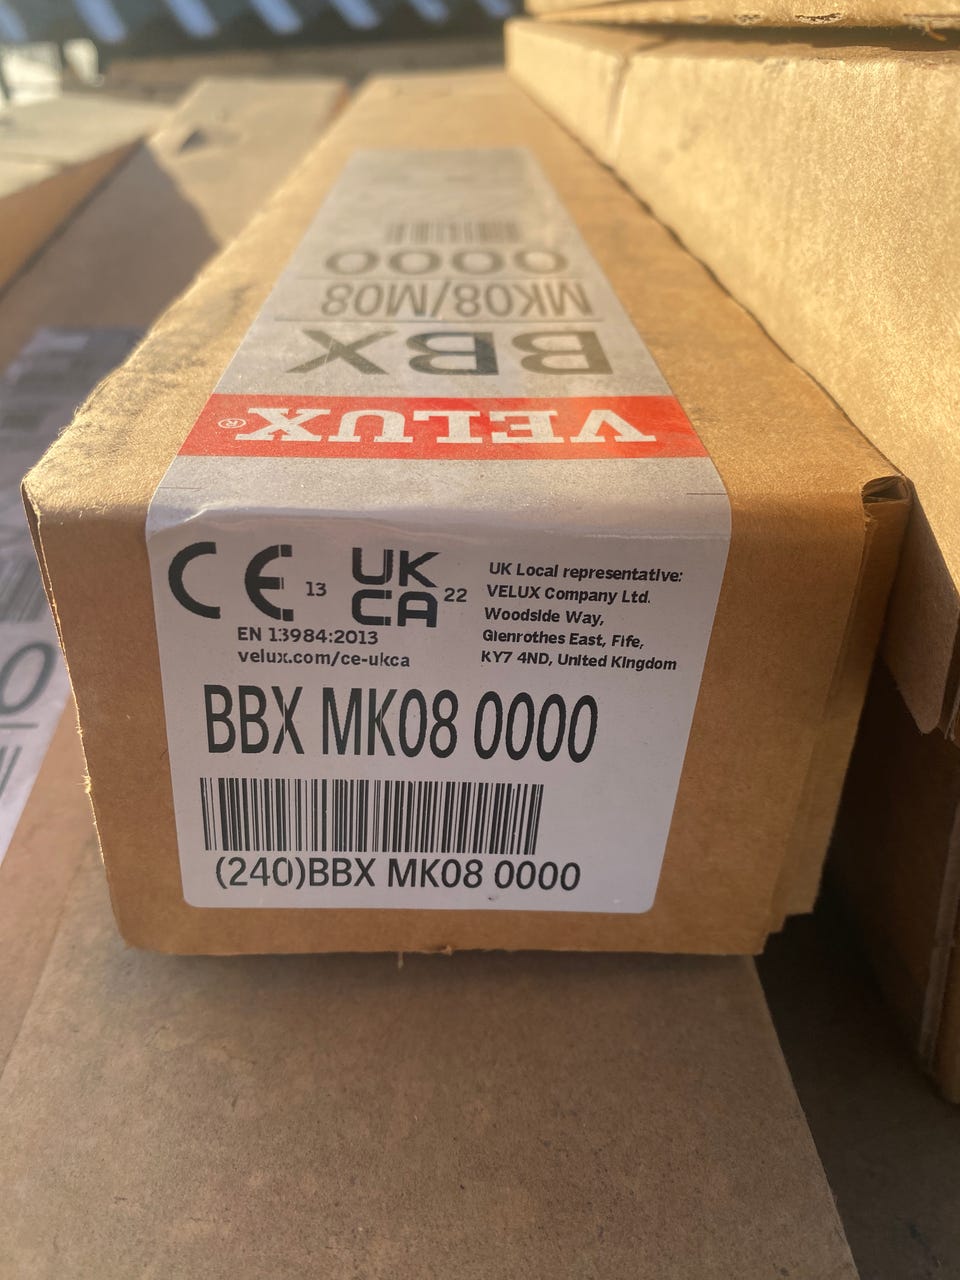 0000
MK08/M08
BBX
VELUX®
CE 13
UK
CA 22
EN 13984:2013
velux.com/ce-ukca
UK Local representative:
VELUX Company Ltd.
Woodside Way,
Glenrothes East, Fife,
KY7 4ND, United Kingdom
BBX MK08 0000
(240)BBX MK08 0000